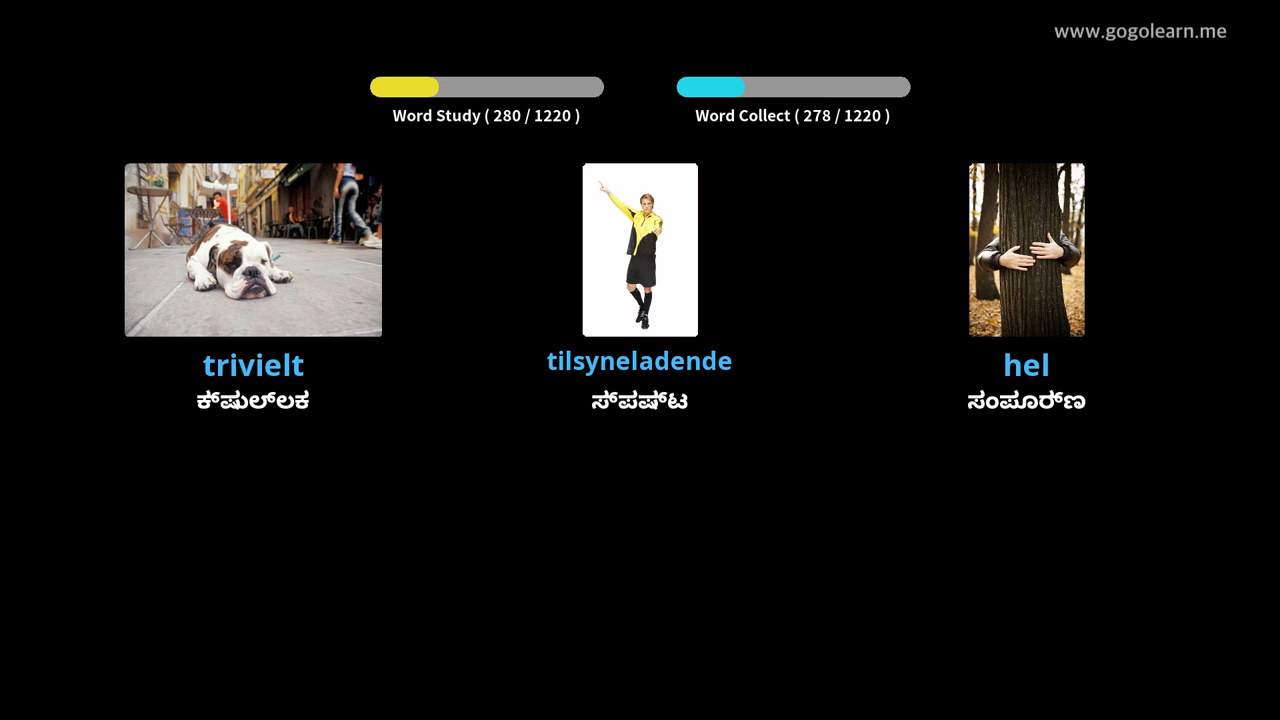 www.gogolearn.me
Word Study ( 280 / 1220 )
Word Collect ( 278 / 1220 )
trivielt
tilsyneladende
hel
ಕ್ಷುಲ್ಲಕ
ಸ್ಪಷ್ಟ
ಸಂಪೂರ್ಣ